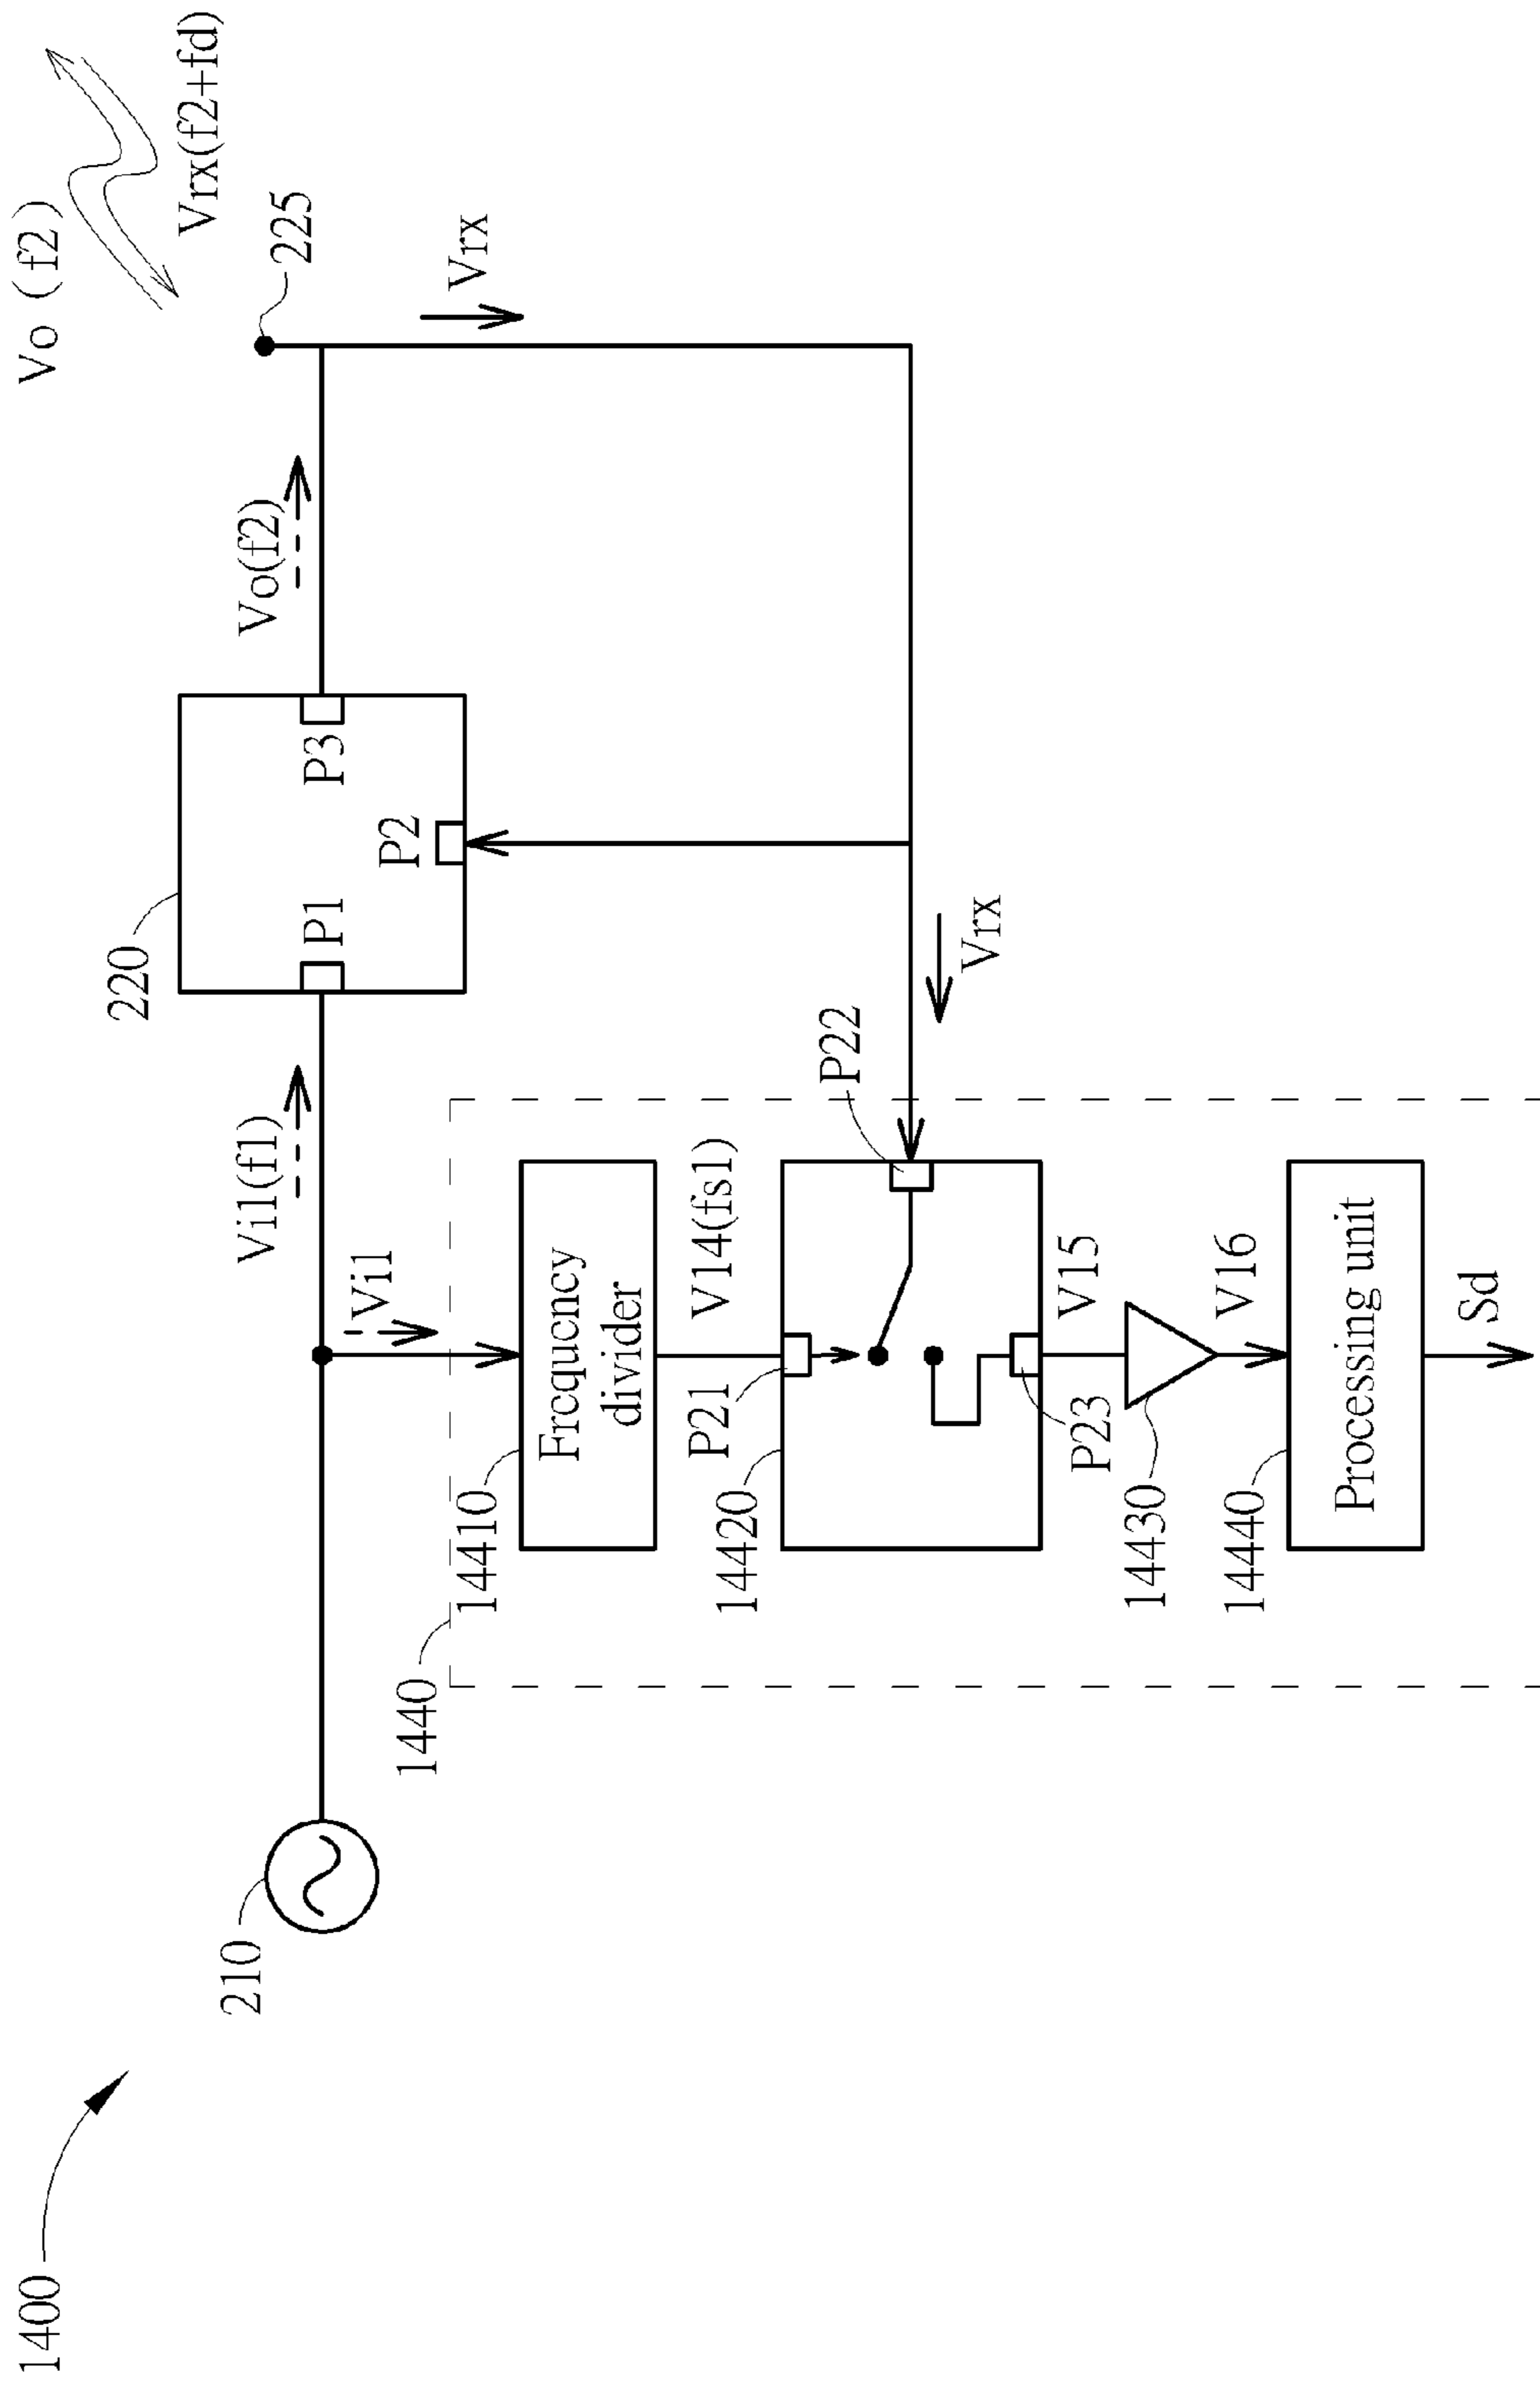 1400
210
Vi1(f1)
220
P1
P2
P3
Vo(f2)
Vo (f2)
Vrx(f2+fd)
225
Vrx
Vi1
1440
14410
Frequency
divider
V14(fs1)
P21
14420
P22
Vrx
P23
V15
14430
V16
14440
Processing unit
Sd